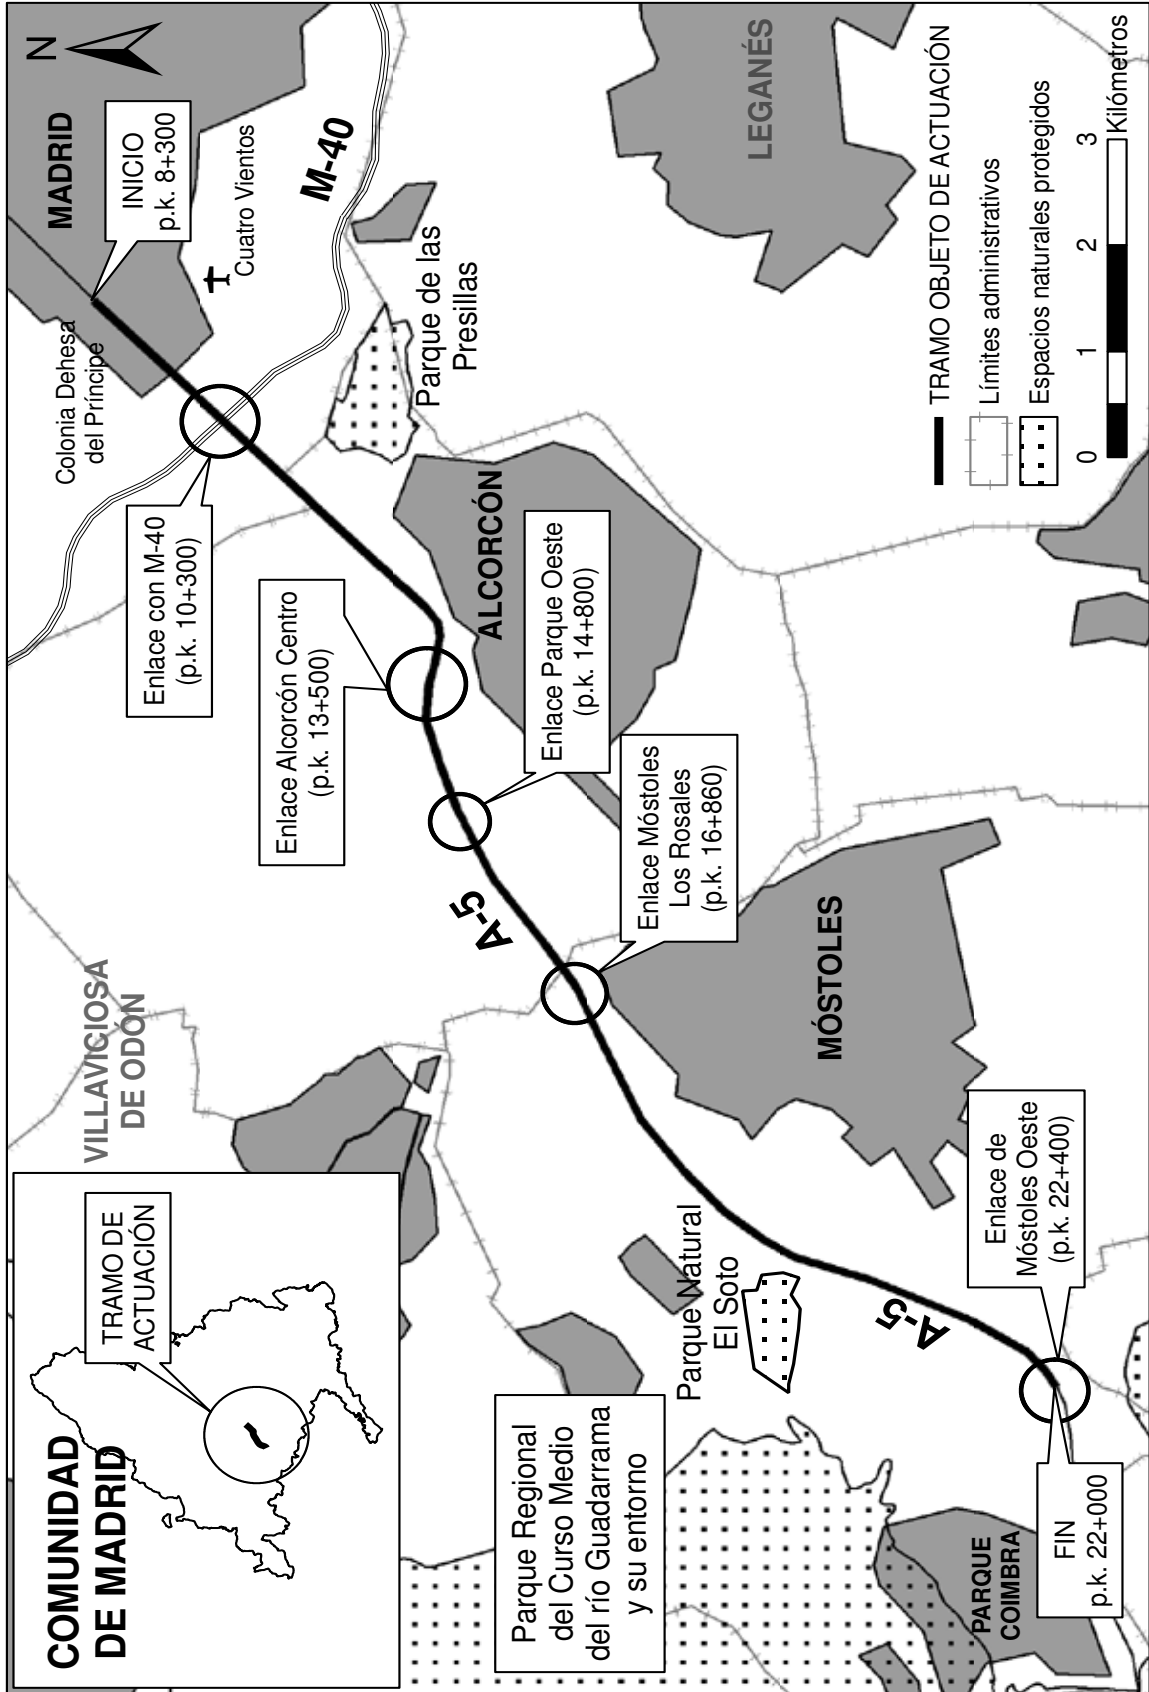 COMUNIDAD
DE MADRID
TRAMO DE
ACTUACIÓN
VILLAVICIOSA
DE ODÓN
Enlace Alcorcón Centro
(p.k. 13+500)
Enlace con M-40
(p.k. 10+300)
Colonia Dehesa
del Príncipe
MADRID
INICIO
p.k. 8+300
N
Cuatro Vientos
M-40
Parque de las
Presillas
Parque Regional
del Curso Medio
del río Guadarrama
y su entorno
Parque Natural
El Soto
A-5
ALCORCÓN
Enlace Parque Oeste
(p.k. 14+800)
Enlace Móstoles
Los Rosales
(p.k. 16+860)
LEGANÉS
MÓSTOLES
A-5
PARQUE
COIMBRA
FIN
p.k. 22+000
Enlace de
Móstoles Oeste
(p.k. 22+400)
TRAMO OBJETO DE ACTUACIÓN
Límites administrativos
Espacios naturales protegidos
0 1 2 3
Kilómetros